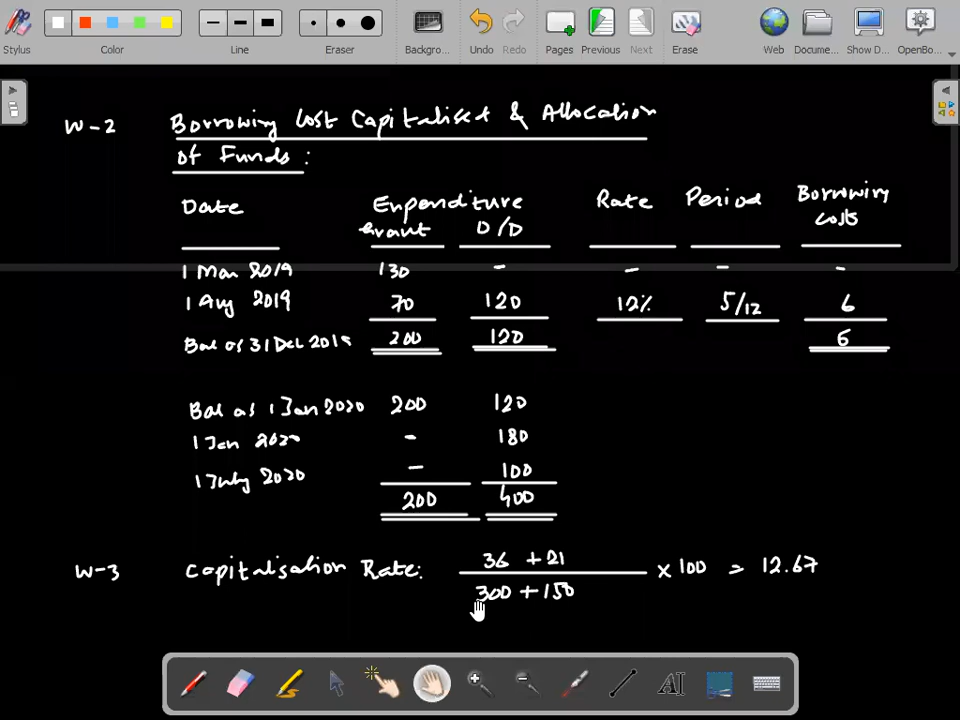 Stylus Color Line Eraser Backgro... Undo Redo Pages Previous Next Erase Web Docume... Show D... OpenBo...
W-2 Borrowing Cost Capitalised & Allocation
of Funds :
Date Expenditure Rate Period Borrowing
Grant O/D Costs
1 Mar 2019 130 - - - -
1 Aug 2019 70 120 12% 5/12 6
Bal as 31 Dec 2019 200 120 6
Bal as 1 Jan 2020 200 120
1 Jan 2020 - 180
1 July 2020 - 100
200 400
W-3 Capitalisation Rate: 36 + 21
300 + 150 × 100 = 12.67